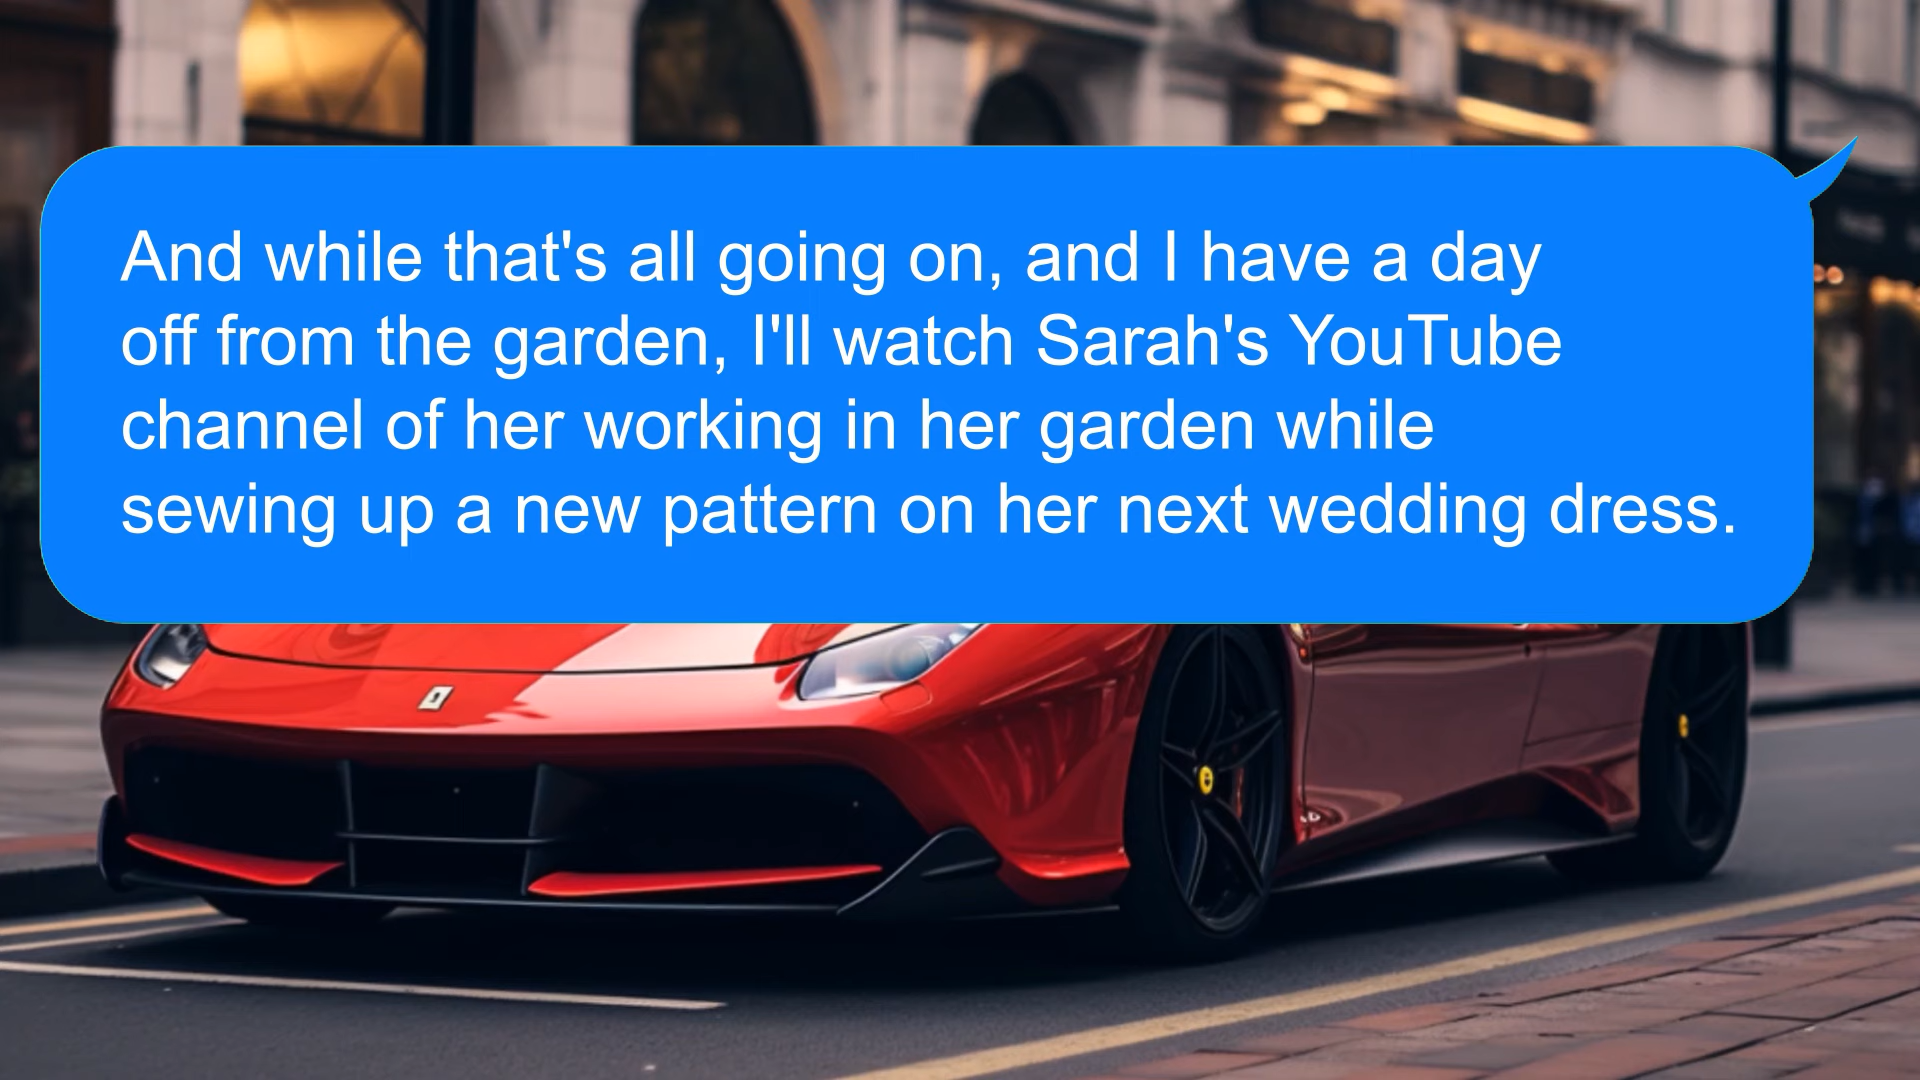 And while that's all going on, and I have a day
off from the garden, I'll watch Sarah's YouTube
channel of her working in her garden while
sewing up a new pattern on her next wedding dress.